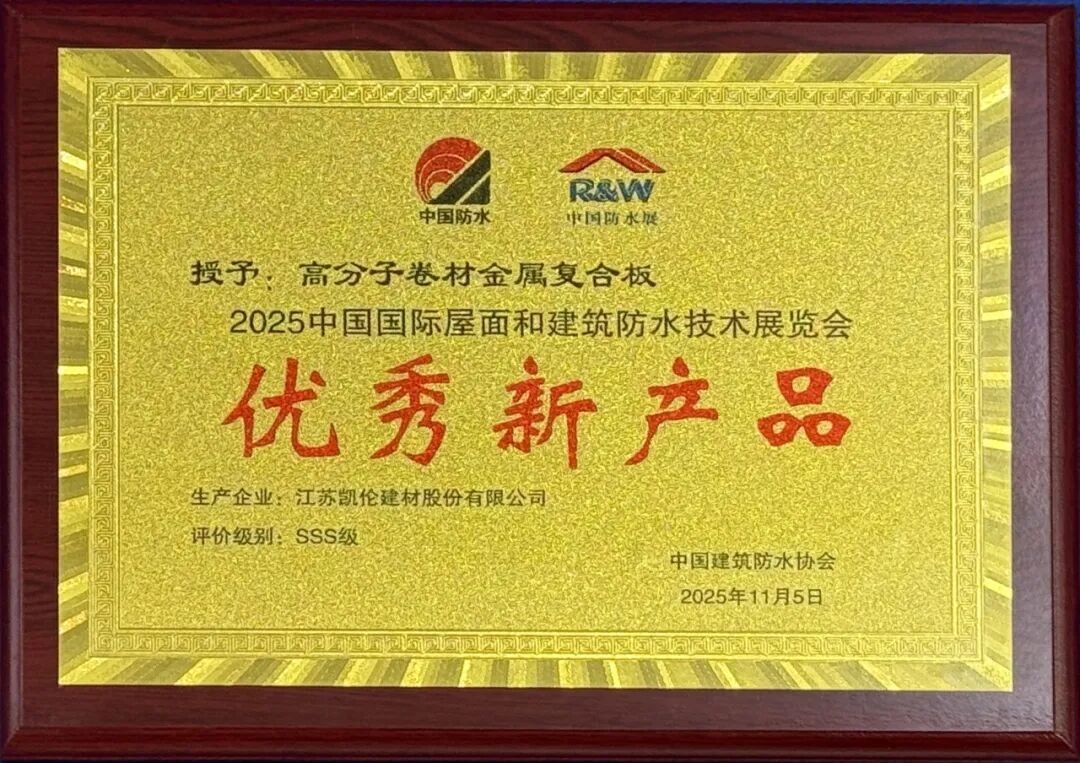 中国防水
R&W
中国防水展
授予：高分子卷材金属复合板
2025中国国际屋面和建筑防水技术展览会
优秀新产品
生产企业：江苏凯伦建材股份有限公司
评价级别：SSS级
中国建筑防水协会
2025年11月5日